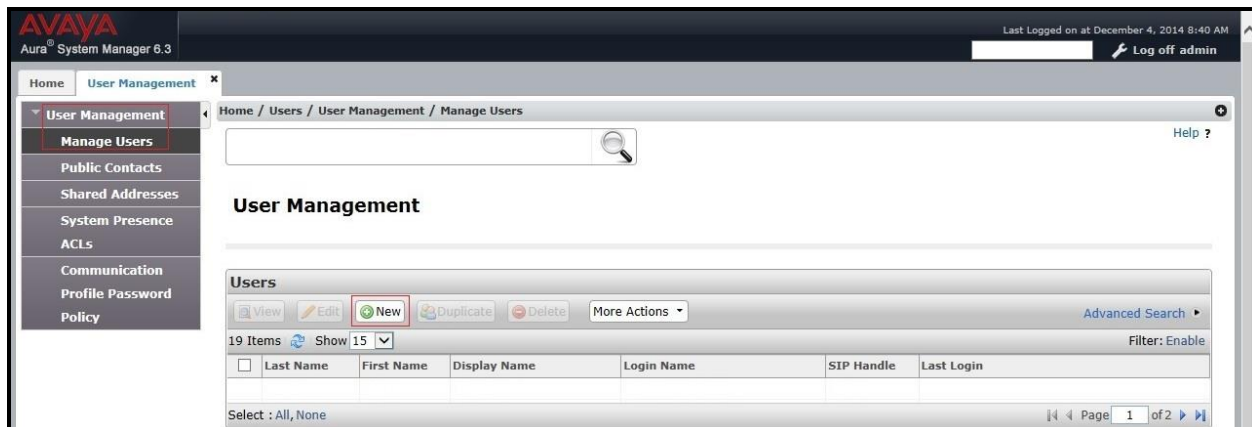 AVAYA
Aura® System Manager 6.3
Last Logged on at December 4, 2014 8:40 AM
Log off admin
Home
User Management
User Management
Manage Users
Public Contacts
Shared Addresses
System Presence
ACLs
Communication
Profile Password
Policy
Home / Users / User Management / Manage Users
Help ?
User Management
Users
View Edit New Duplicate Delete More Actions
Advanced Search
19 Items Show 15
Filter: Enable
Last Name First Name Display Name Login Name SIP Handle Last Login
Select : All, None
Page 1 of 2